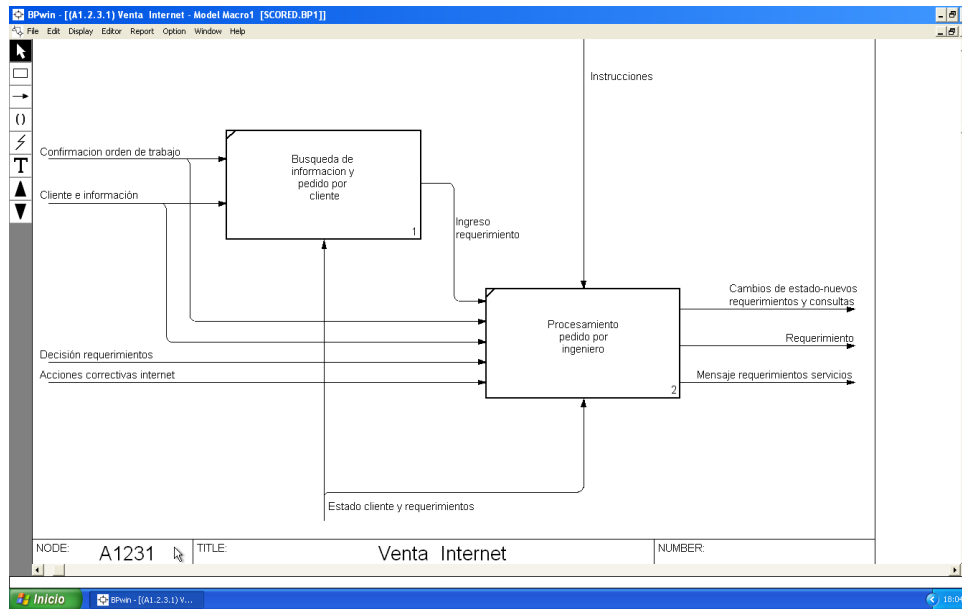 BPwin - [(A1.2.3.1) Venta Internet - Model Macro1 [SCORED.BP1]]
File Edit Display Editor Report Option Window Help
Instrucciones
Confirmacion orden de trabajo
Busqueda de
informacion y
pedido por
cliente
1
Cliente e información
Ingreso
requerimiento
Cambios de estado-nuevos
requerimientos y consultas
Procesamiento
pedido por
ingeniero
2
Requerimiento
Decisión requerimientos
Acciones correctivas internet
Mensaje requerimientos servicios
Estado cliente y requerimientos
NODE: A1231 TITLE: Venta Internet NUMBER:
Inicio BPwin - [(A1.2.3.1) V... 18:04